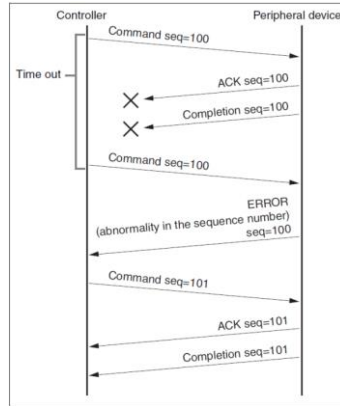 Controller
Peripheral device
Command seq=100
Time out
ACK seq=100
Completion seq=100
Command seq=100
ERROR
(abnormality in the sequence number)
seq=100
Command seq=101
ACK seq=101
Completion seq=101